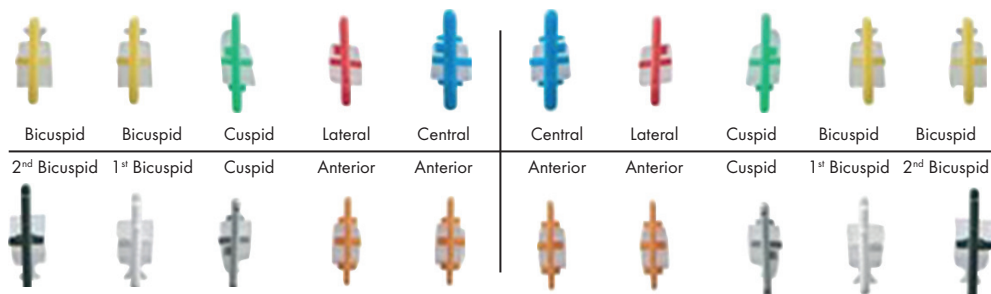 Bicuspid Bicuspid Cuspid Lateral Central Central Lateral Cuspid Bicuspid Bicuspid
2nd Bicuspid 1st Bicuspid Cuspid Anterior Anterior Anterior Anterior Cuspid 1st Bicuspid 2nd Bicuspid